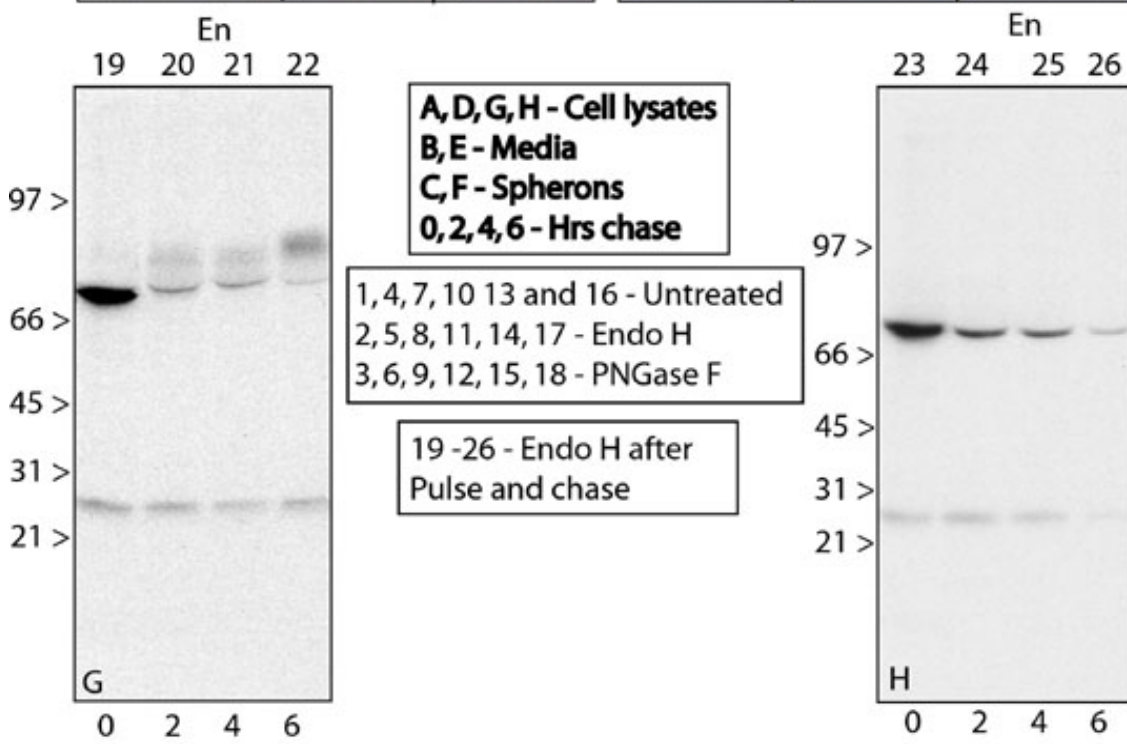 En
19 20 21 22
97 >
66 >
45 >
31 >
21 >
G
0 2 4 6
A, D, G, H - Cell lysates
B, E - Media
C, F - Spherons
0, 2, 4, 6 - Hrs chase
1, 4, 7, 10 13 and 16 - Untreated
2, 5, 8, 11, 14, 17 - Endo H
3, 6, 9, 12, 15, 18 - PNGase F
19 -26 - Endo H after
Pulse and chase
En
23 24 25 26
97 >
66 >
45 >
31 >
21 >
H
0 2 4 6